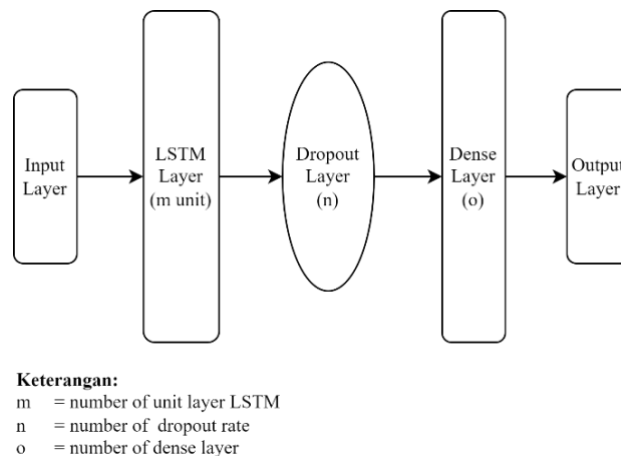 Input
Layer
LSTM
Layer
(m unit)
Dropout
Layer
(n)
Dense
Layer
(o)
Output
Layer
Keterangan:
m = number of unit layer LSTM
n = number of dropout rate
o = number of dense layer